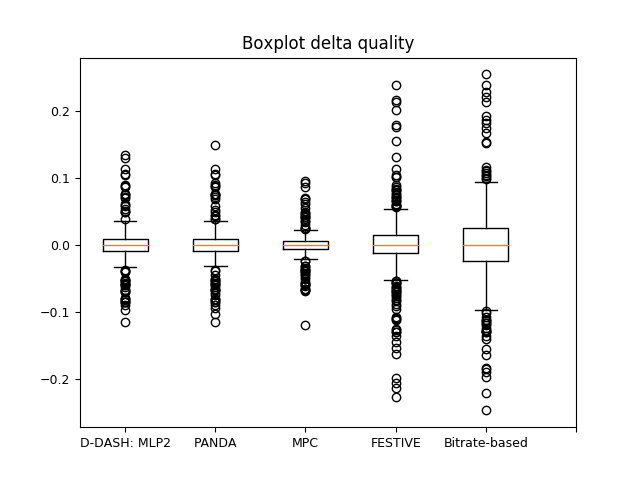 Boxplot delta quality
0.2
0.1
0.0
−0.1
−0.2
D-DASH: MLP2 PANDA MPC FESTIVE Bitrate-based